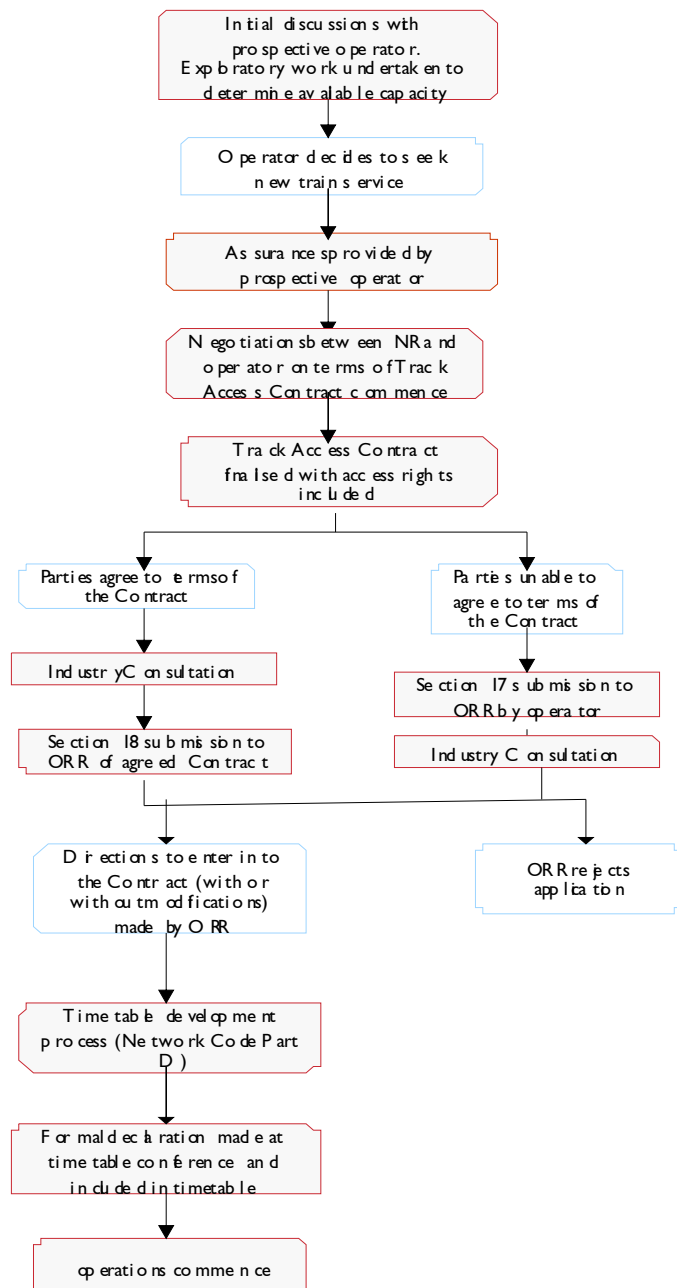 Initial discussions with
prospective operator.
Exploratory work undertaken to
determine available capacity
Operator decides to seek
new train service
Assurances provided by
prospective operator
Negotiations between NR and
operator on terms of Track
Access Contract commence
Track Access Contract
fnalised with access rights
included
Parties agree to terms of
the Contract
Parties unable to
agree to terms of
the Contract
Industry Consultation
Section 17 submission to
ORR by operator
Section 18 submission to
ORR of agreed Contract
Industry Consultation
Directions to enter into
the Contract (with or
without modifications)
made by ORR
ORR rejects
application
Timetable development
process (Network Code Part
D)
Formal declaration made at
timetable conference and
included in timetable
operations commence